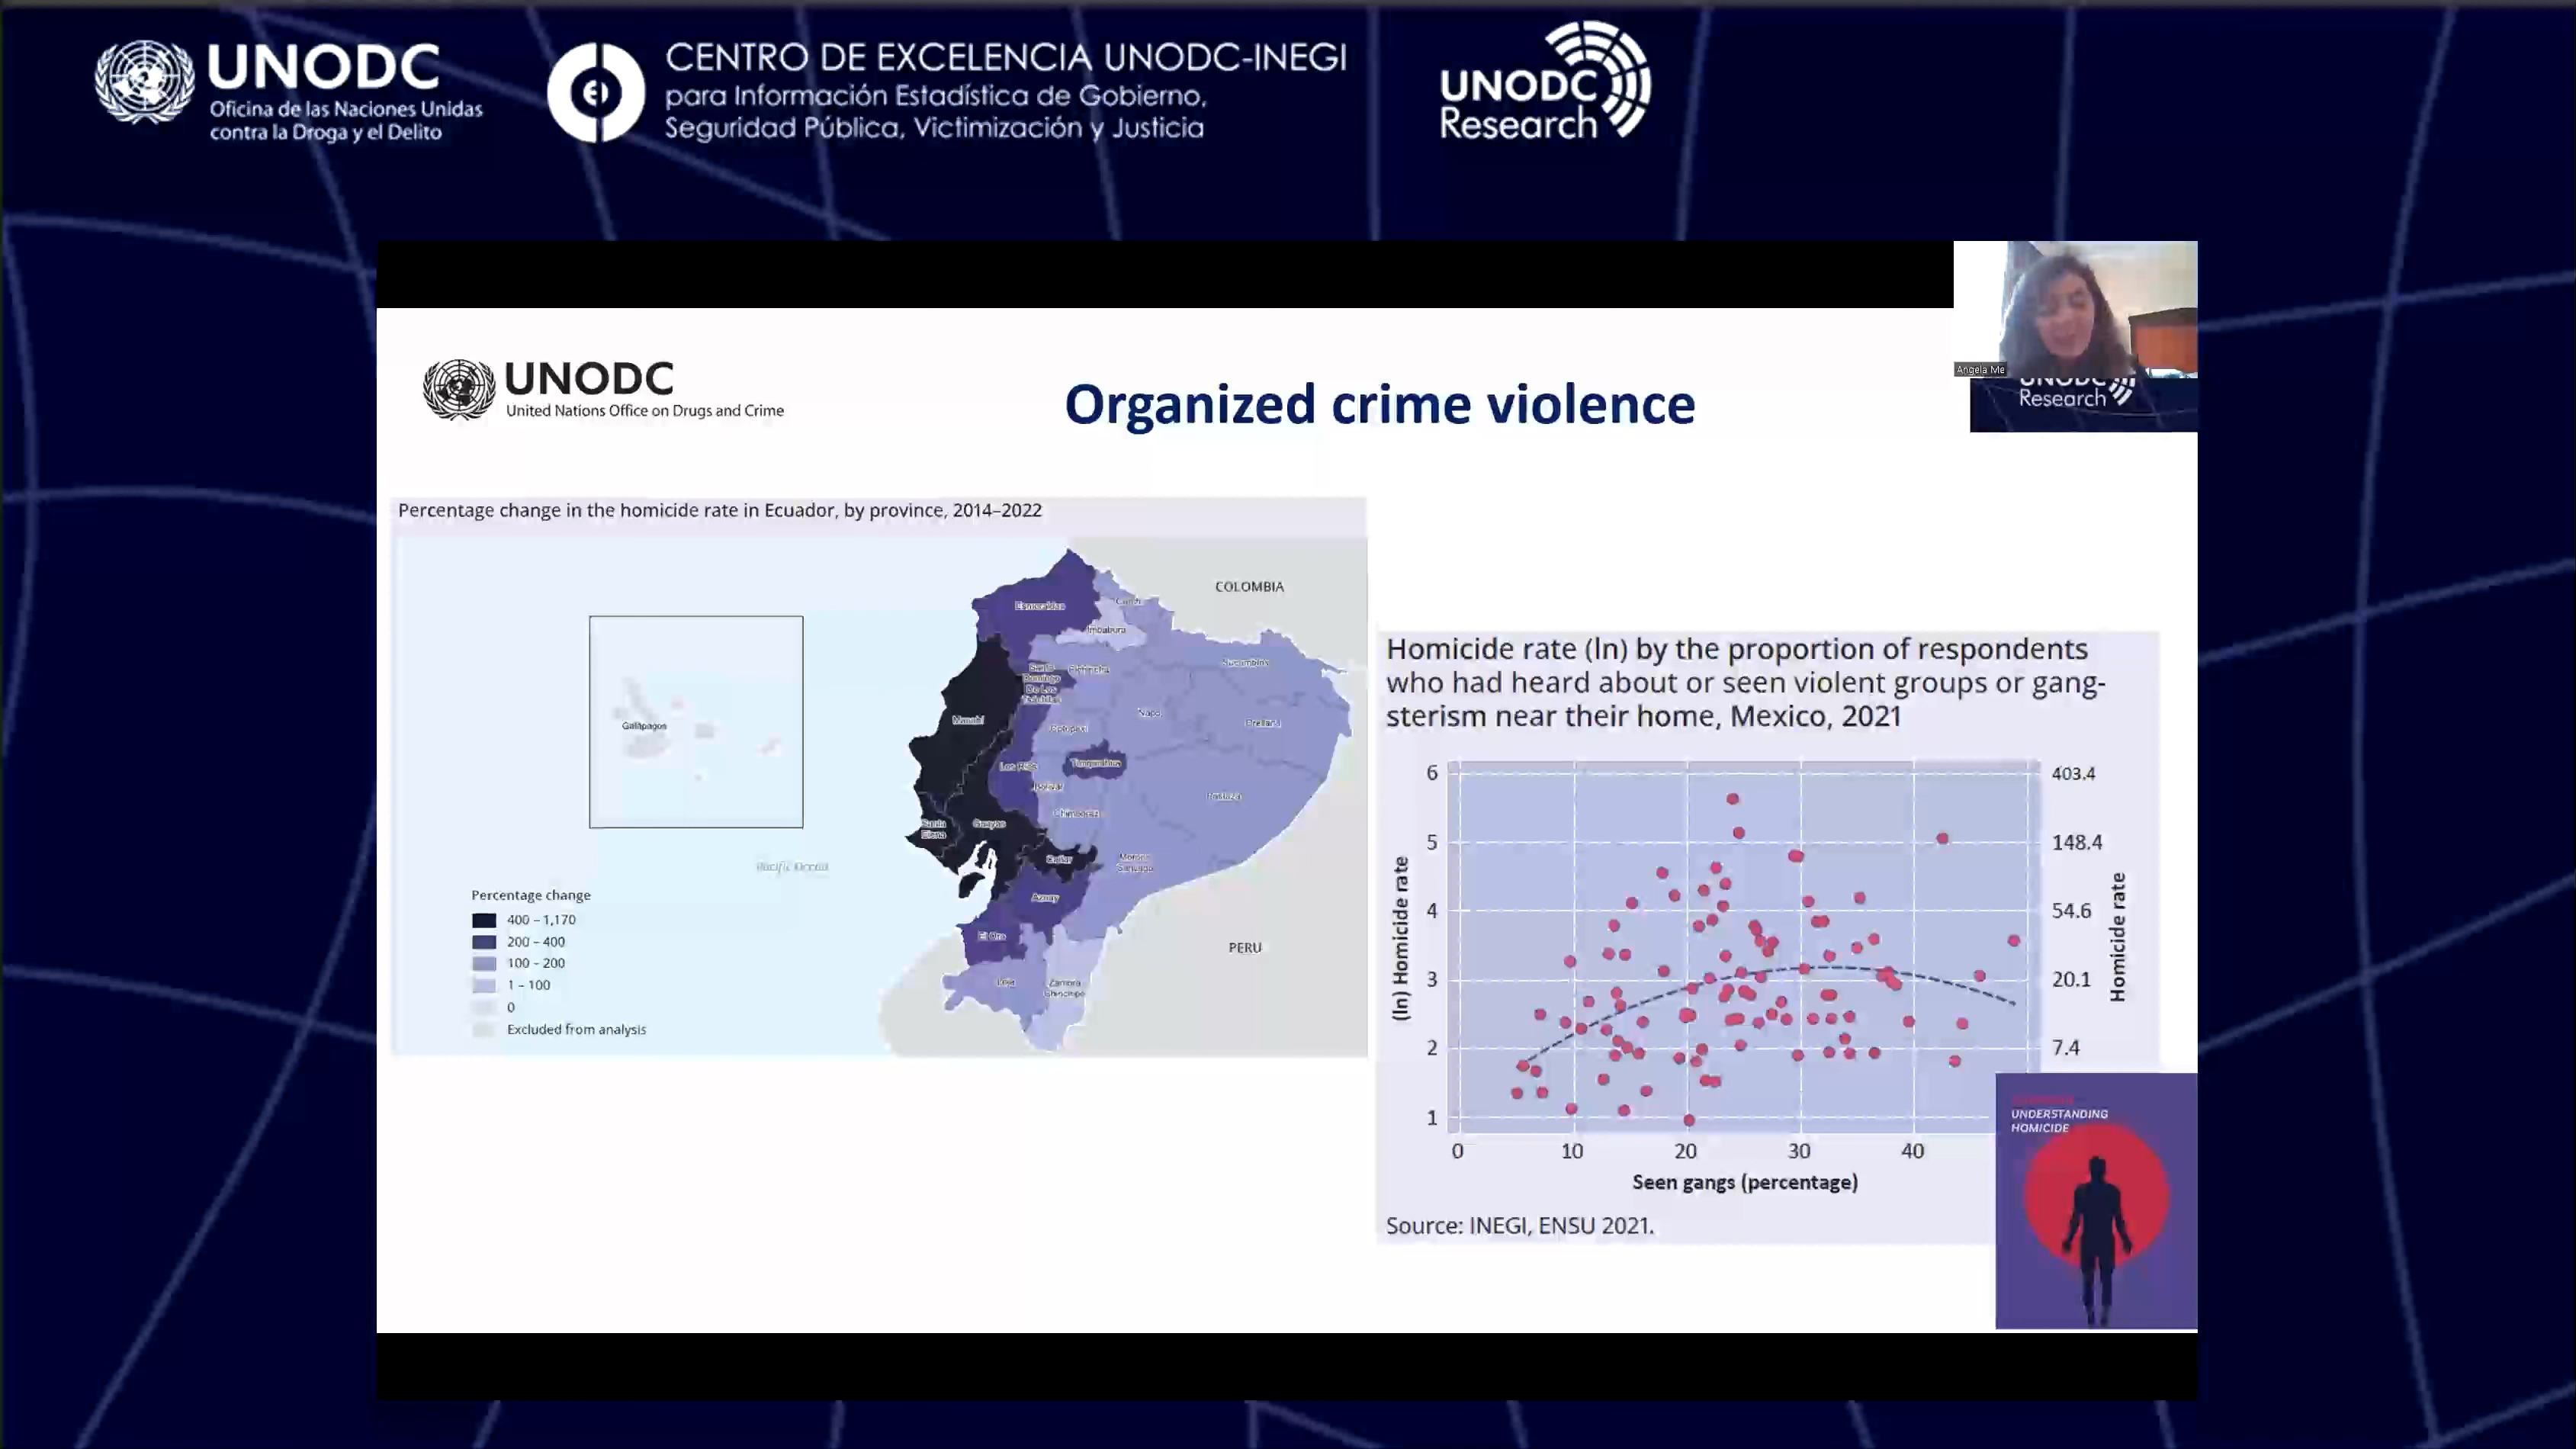 UNODC
Oficina de las Naciones Unidas
contra la Droga y el Delito
CENTRO DE EXCELENCIA UNODC-INEGI
para Información Estadística de Gobierno,
Seguridad Pública, Victimización y Justicia
UNODC
Research
Angela Me
UNODC
Research
UNODC
United Nations Office on Drugs and Crime
Organized crime violence
Percentage change in the homicide rate in Ecuador, by province, 2014–2022
COLOMBIA
Esmeraldas
Carchi
Imbabura
Santo
Domingo
De Los
Tsáchilas
Pichincha
Sucumbíos
Manabí
Napo
Orellana
Cotopaxi
Los Ríos
Tungurahua
Bolívar
Pastaza
Chimborazo
Santa
Elena
Guayas
Cañar
Morona
Santiago
Azuay
El Oro
Loja
Zamora
Chinchipe
PERU
Galápagos
Pacific Ocean
Percentage change
400 – 1,170
200 – 400
100 – 200
1 – 100
0
Excluded from analysis
Homicide rate (ln) by the proportion of respondents
who had heard about or seen violent groups or gang-
sterism near their home, Mexico, 2021
(ln) Homicide rate
6
5
4
3
2
1
403.4
148.4
54.6
20.1
7.4
Homicide rate
0 10 20 30 40
Seen gangs (percentage)
Source: INEGI, ENSU 2021.
UNDERSTANDING
HOMICIDE